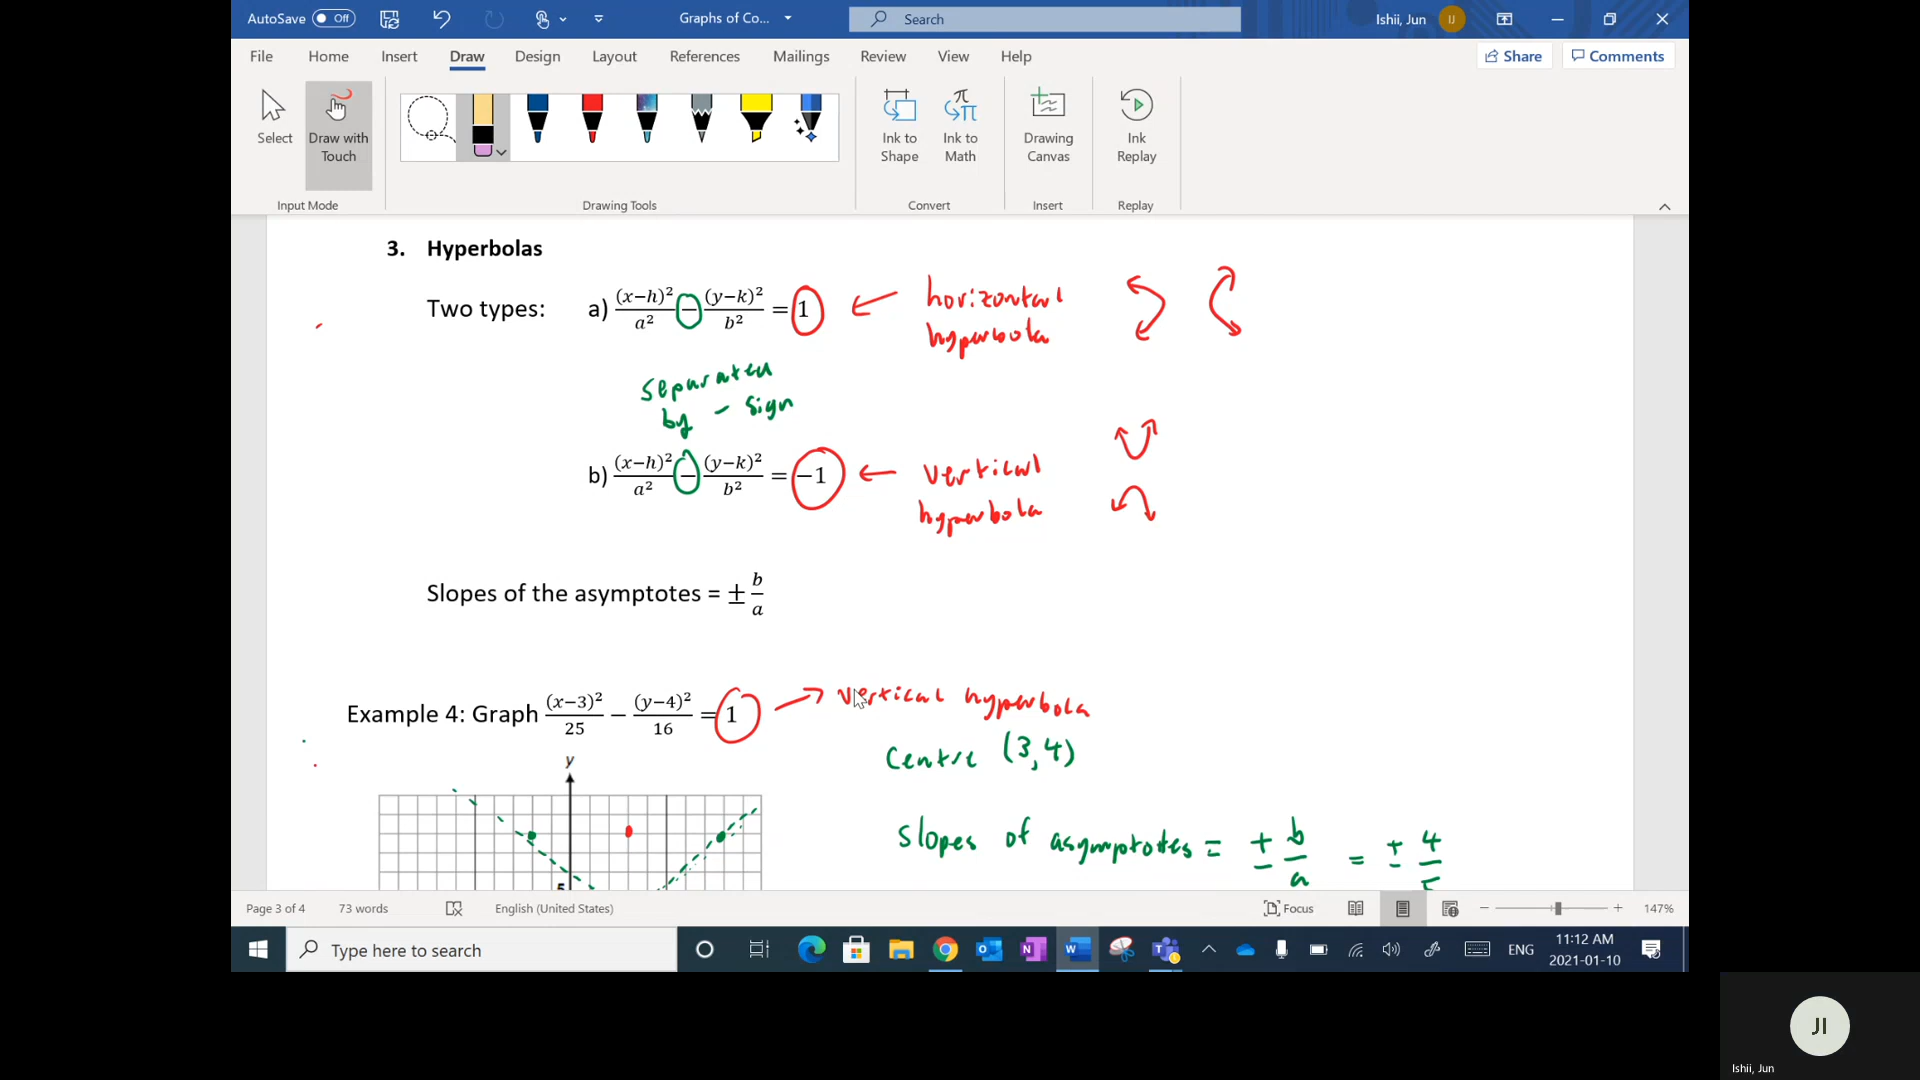 AutoSave Off Graphs of Co... Search Ishii, Jun IJ
File Home Insert Draw Design Layout References Mailings Review View Help Share Comments
Select Draw with Touch Ink to Shape Ink to Math Drawing Canvas Ink Replay
Input Mode Drawing Tools Convert Insert Replay
3. Hyperbolas
Two types: a) (x−h)²/a² − (y−k)²/b² = 1 ← horizontal
hyperbola
separated
by − sign
b) (x−h)²/a² − (y−k)²/b² = −1 ← vertical
hyperbola
Slopes of the asymptotes = ± b/a
Example 4: Graph (x−3)²/25 − (y−4)²/16 = 1 → vertical hyperbola
Centre (3,4)
y
slopes of asymptotes = ± b/a = ± 4/5
5
Page 3 of 4 73 words English (United States) Focus − + 147%
Type here to search ENG 11:12 AM
2021-01-10
JI
Ishii, Jun